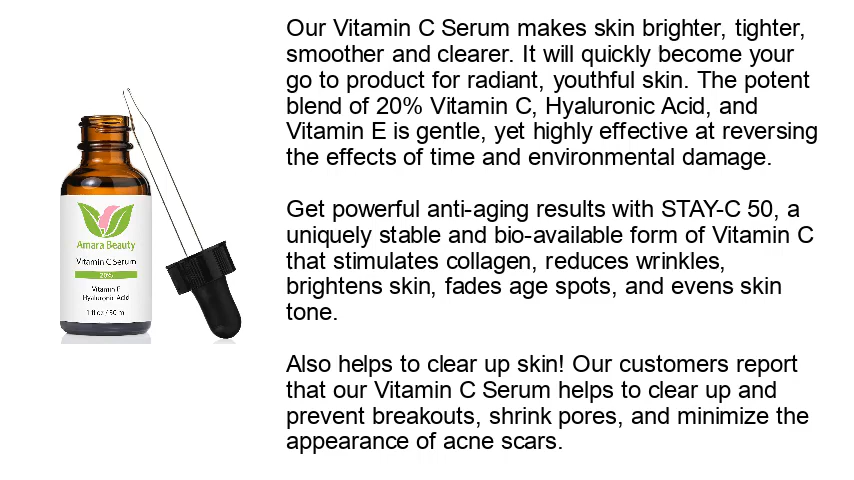 Amara Beauty
Vitamin C Serum
20%
Vitamin E
Hyaluronic Acid
1 fl oz / 30 m
Our Vitamin C Serum makes skin brighter, tighter,
smoother and clearer. It will quickly become your
go to product for radiant, youthful skin. The potent
blend of 20% Vitamin C, Hyaluronic Acid, and
Vitamin E is gentle, yet highly effective at reversing
the effects of time and environmental damage.
Get powerful anti-aging results with STAY-C 50, a
uniquely stable and bio-available form of Vitamin C
that stimulates collagen, reduces wrinkles,
brightens skin, fades age spots, and evens skin
tone.
Also helps to clear up skin! Our customers report
that our Vitamin C Serum helps to clear up and
prevent breakouts, shrink pores, and minimize the
appearance of acne scars.